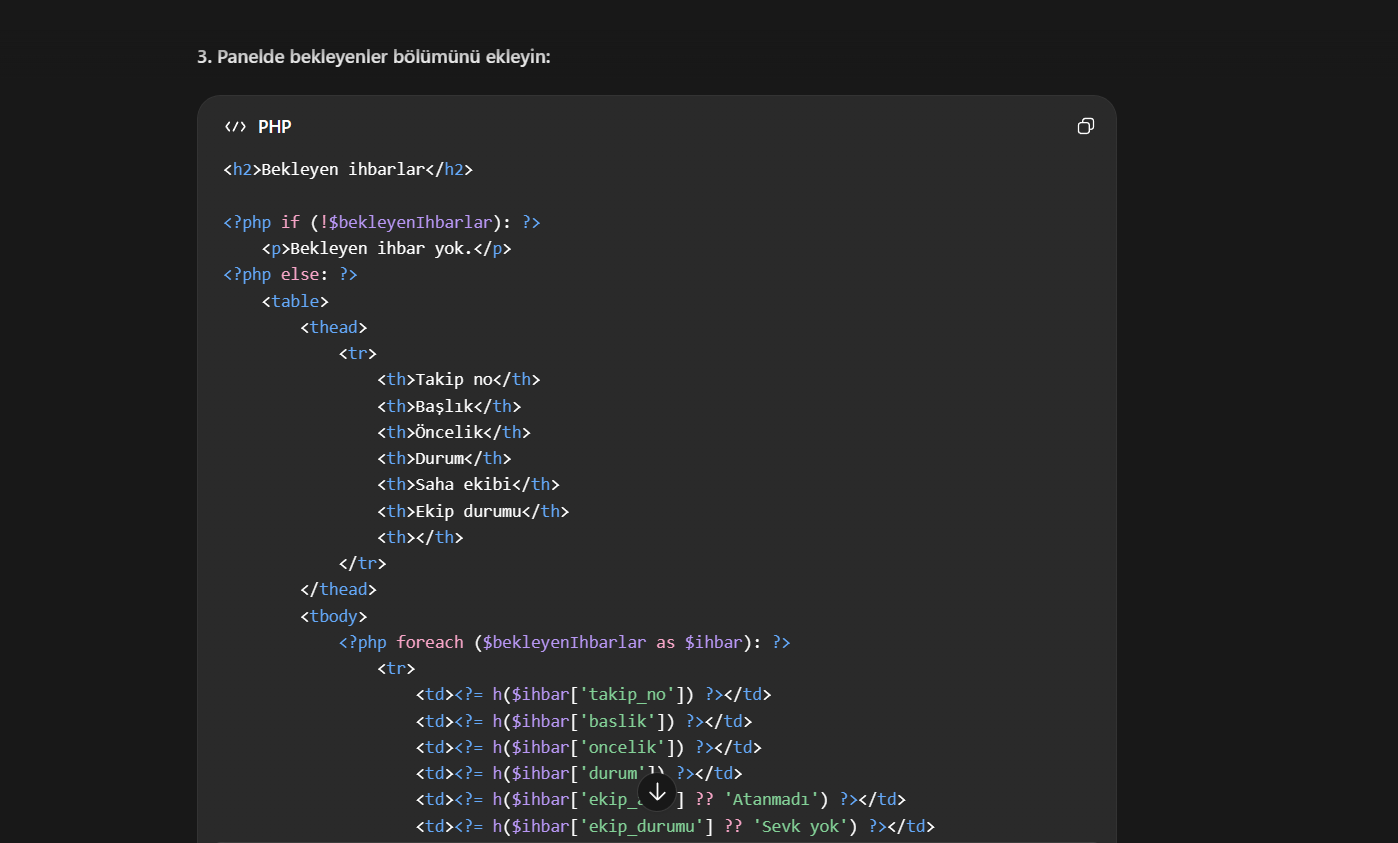 3. Panelde bekleyenler bölümünü ekleyin:
PHP
<h2>Bekleyen ihbarlar</h2>
<?php if (!$bekleyenIhbarlar): ?>
<p>Bekleyen ihbar yok.</p>
<?php else: ?>
<table>
<thead>
<tr>
<th>Takip no</th>
<th>Başlık</th>
<th>Öncelik</th>
<th>Durum</th>
<th>Saha ekibi</th>
<th>Ekip durumu</th>
<th></th>
</tr>
</thead>
<tbody>
<?php foreach ($bekleyenIhbarlar as $ihbar): ?>
<tr>
<td><?= h($ihbar['takip_no']) ?></td>
<td><?= h($ihbar['baslik']) ?></td>
<td><?= h($ihbar['oncelik']) ?></td>
<td><?= h($ihbar['durum']) ?></td>
<td><?= h($ihbar['ekip_ ] ?? 'Atanmadı') ?></td>
<td><?= h($ihbar['ekip_durumu'] ?? 'Sevk yok') ?></td>